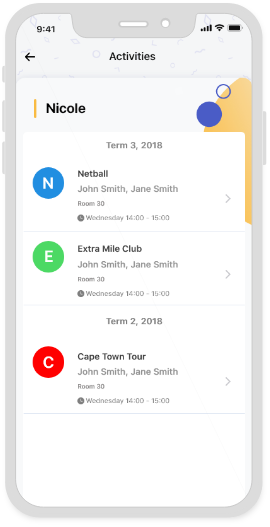 9:41
Activities
Nicole
Term 3, 2018
N
Netball
John Smith, Jane Smith
Room 30
Wednesday 14:00 - 15:00
E
Extra Mile Club
John Smith, Jane Smith
Room 30
Wednesday 14:00 - 15:00
Term 2, 2018
C
Cape Town Tour
John Smith, Jane Smith
Room 30
Wednesday 14:00 - 15:00